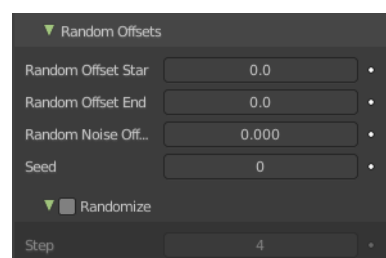 Random Offsets
Random Offset Star 0.0
Random Offset End 0.0
Random Noise Off... 0.000
Seed 0
Randomize
Step 4